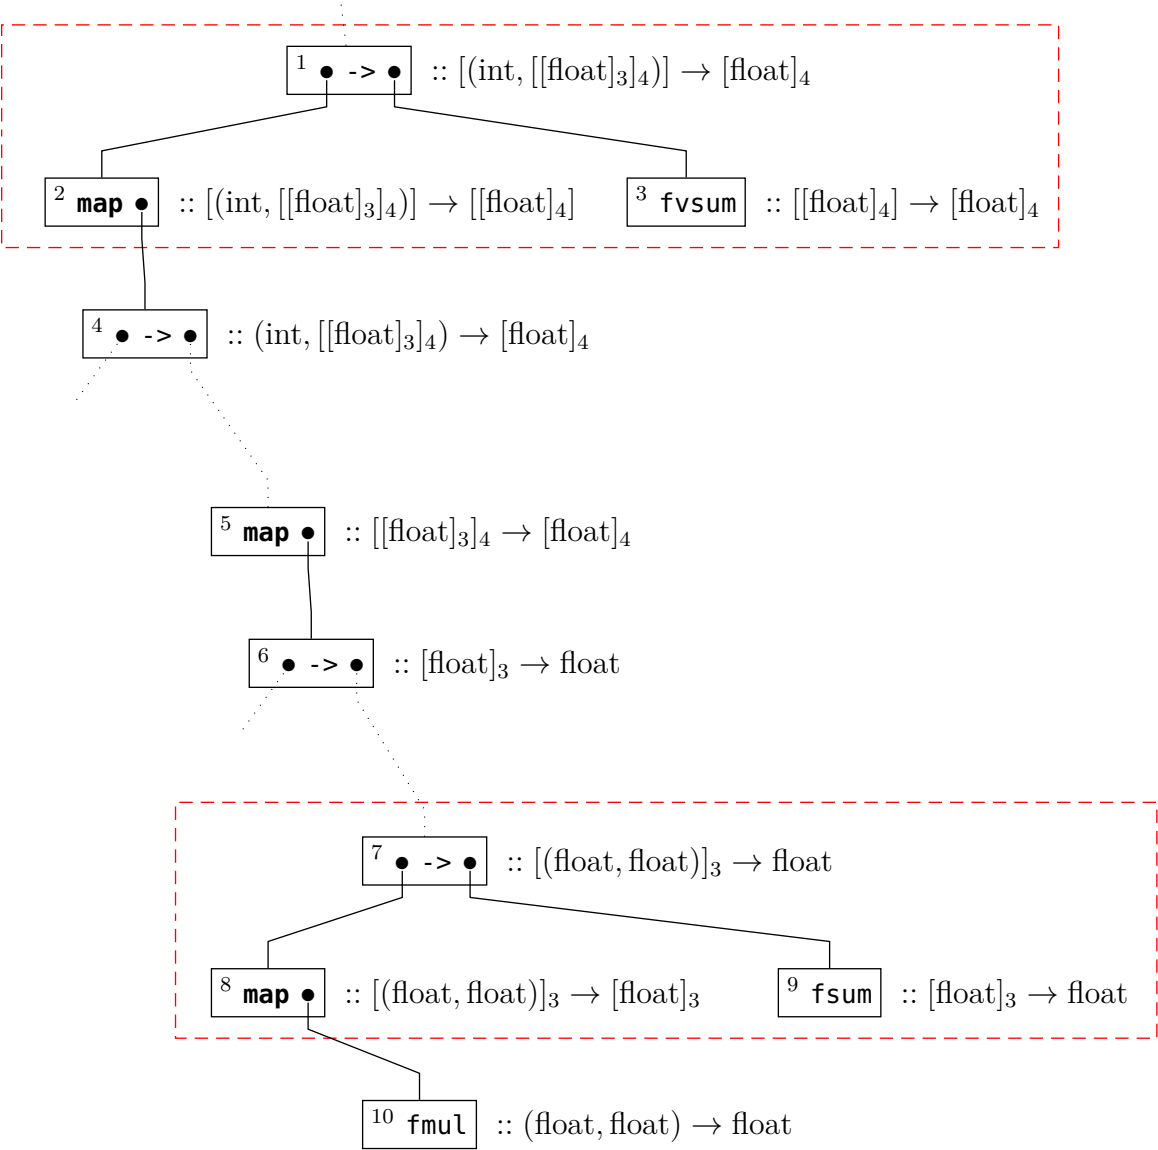 1 ● -> ● :: [(int, [[float]₃]₄)] → [float]₄
2 map ● :: [(int, [[float]₃]₄)] → [[float]₄]
3 fvsum :: [[float]₄] → [float]₄
4 ● -> ● :: (int, [[float]₃]₄) → [float]₄
5 map ● :: [[float]₃]₄ → [float]₄
6 ● -> ● :: [float]₃ → float
7 ● -> ● :: [(float, float)]₃ → float
8 map ● :: [(float, float)]₃ → [float]₃
9 fsum :: [float]₃ → float
10 fmul :: (float, float) → float